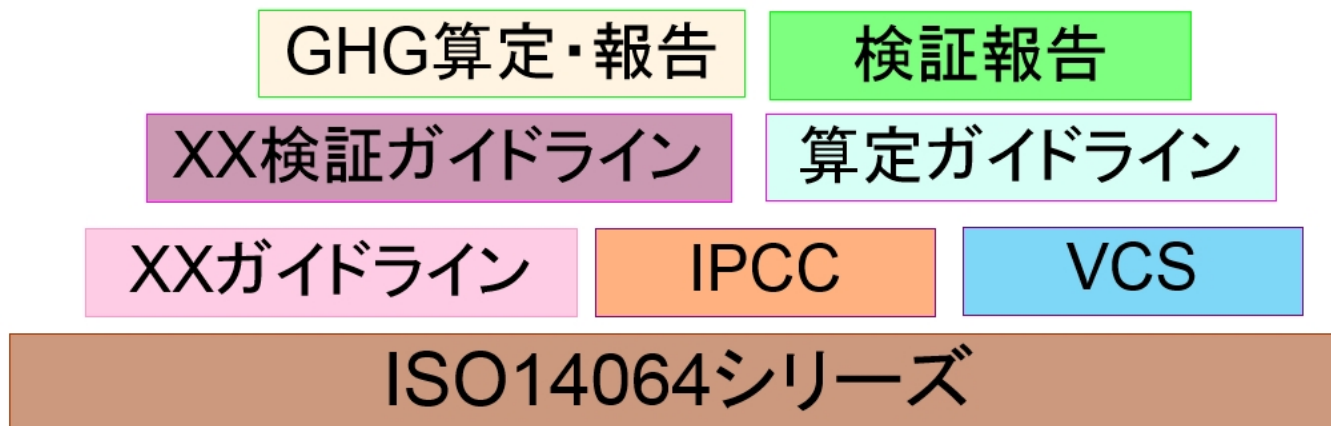 GHG算定・報告
検証報告
XX検証ガイドライン
算定ガイドライン
XXガイドライン
IPCC
VCS
ISO14064シリーズ